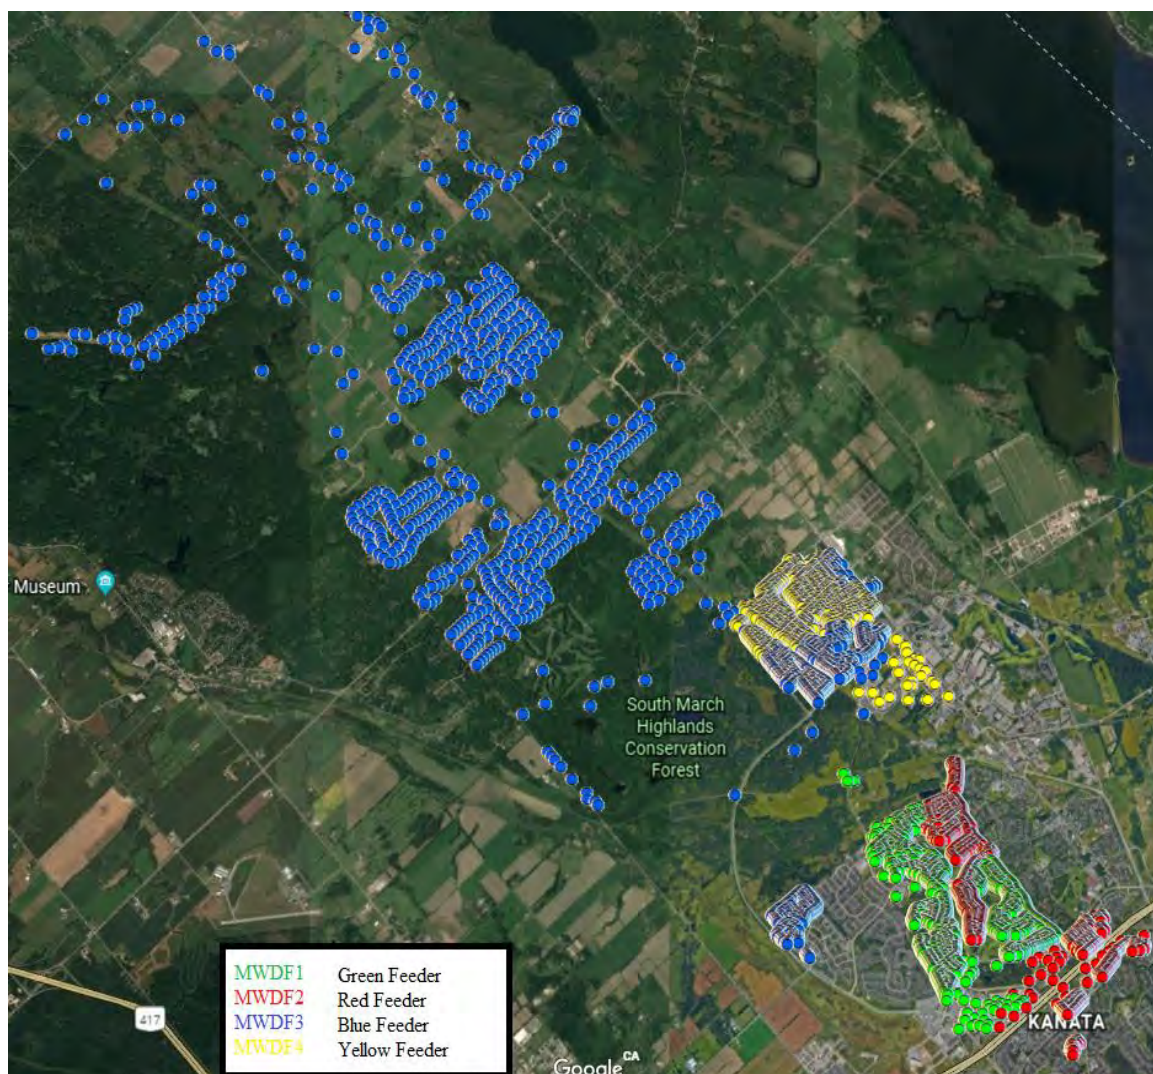 Museum
South March
Highlands
Conservation
Forest
MWDF1 Green Feeder
MWDF2 Red Feeder
MWDF3 Blue Feeder
MWDF4 Yellow Feeder
417
KANATA
Google
CA